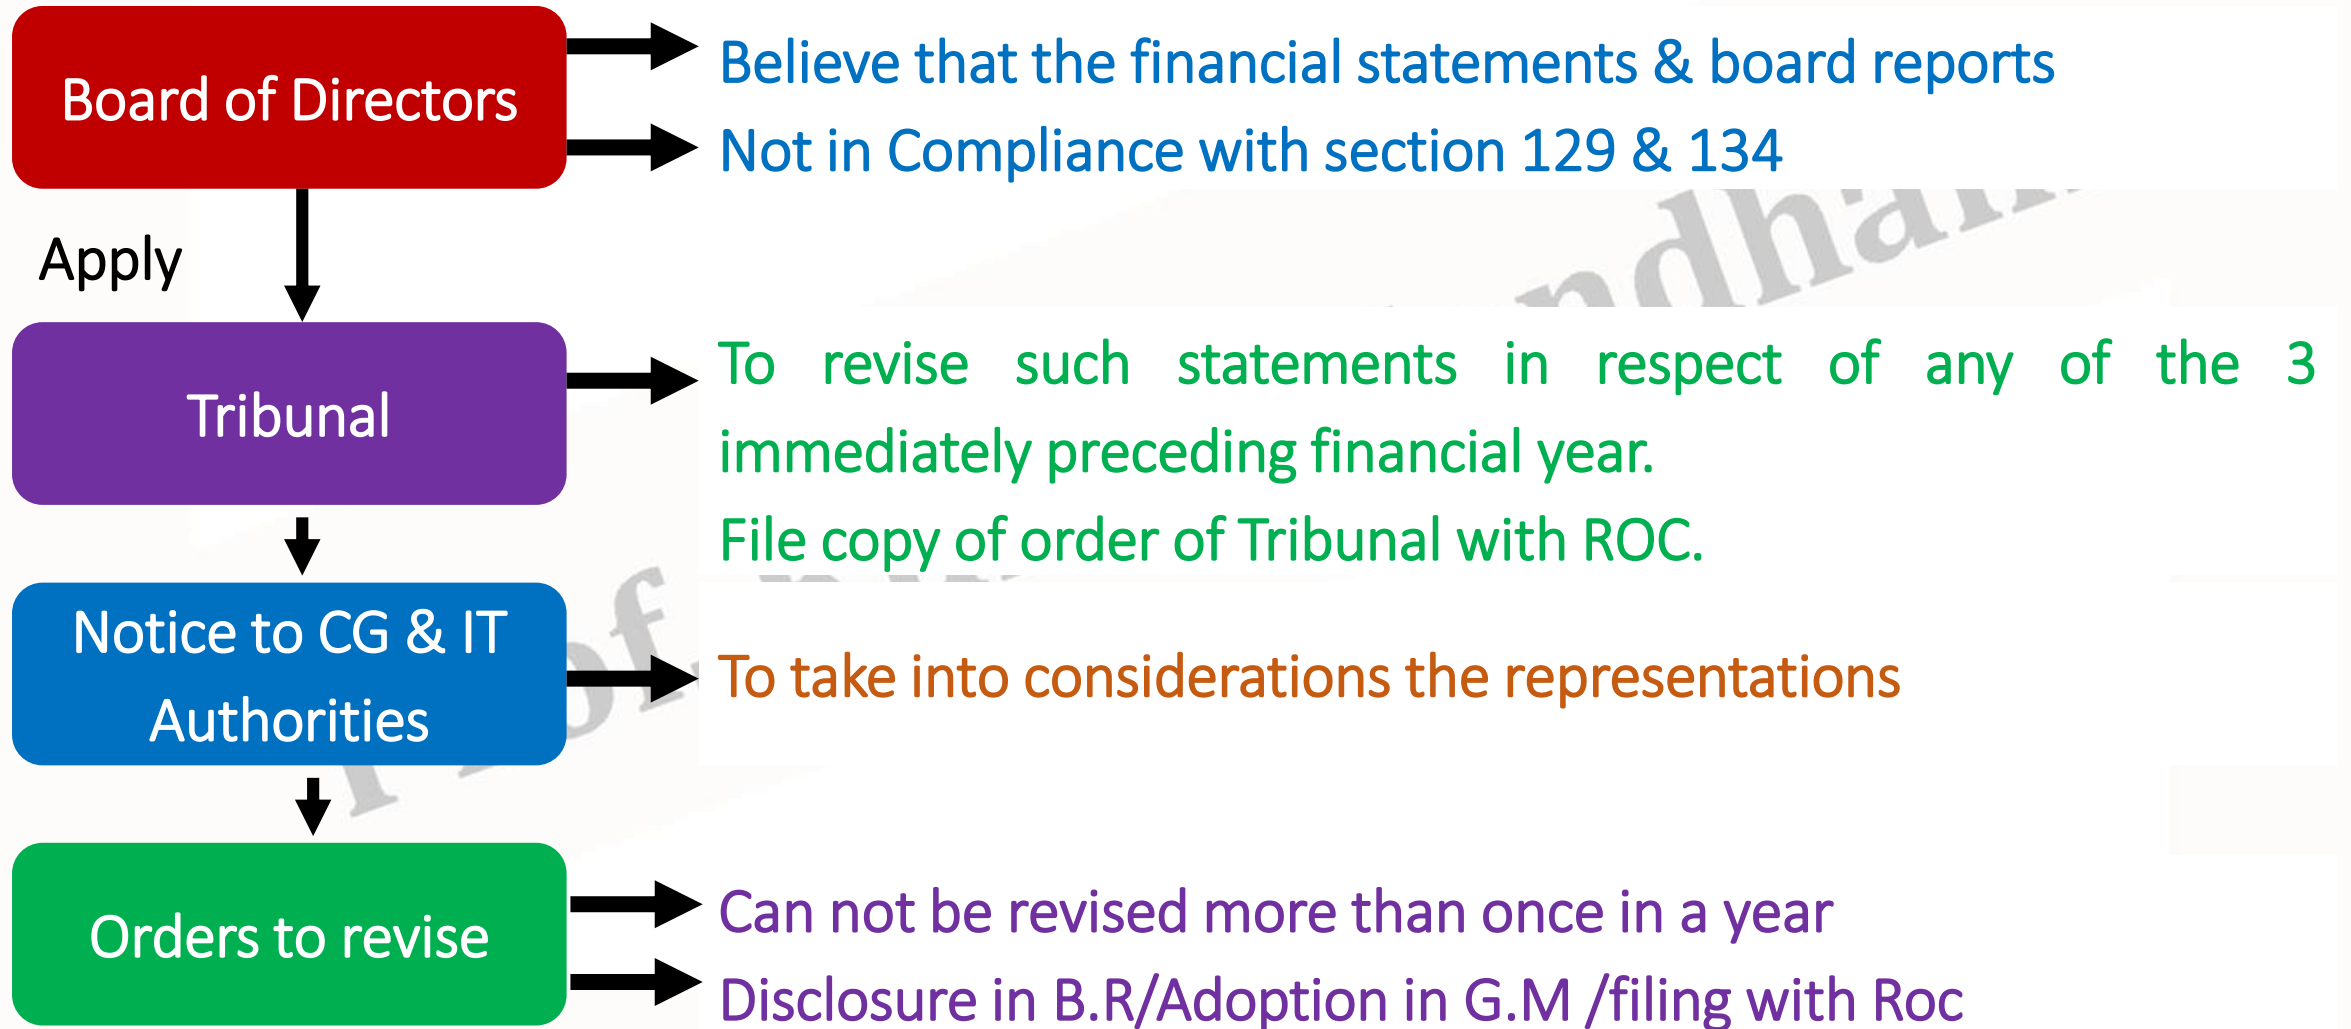 Board of Directors
Believe that the financial statements & board reports
Not in Compliance with section 129 & 134
Apply
Tribunal
To revise such statements in respect of any of the 3
immediately preceding financial year.
File copy of order of Tribunal with ROC.
Notice to CG & IT
Authorities
To take into considerations the representations
Orders to revise
Can not be revised more than once in a year
Disclosure in B.R/Adoption in G.M /filing with Roc